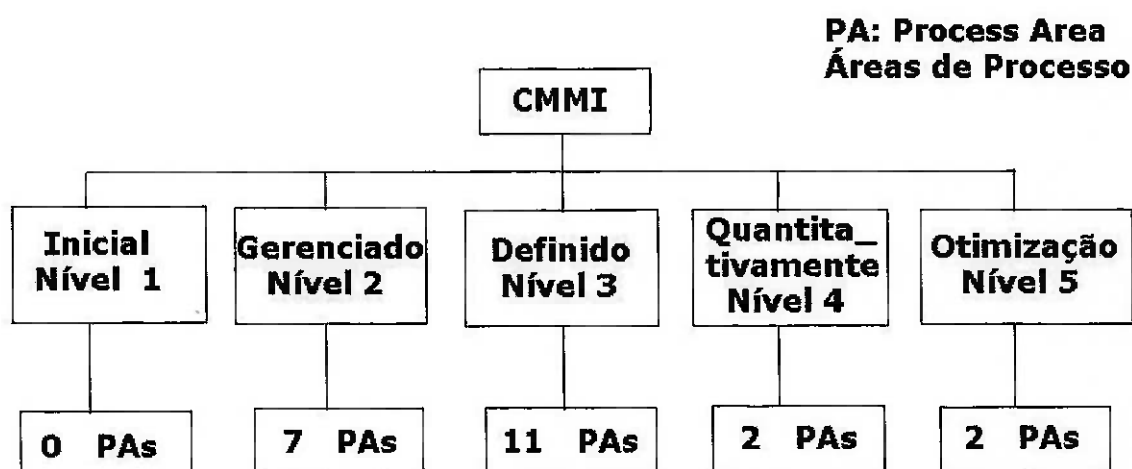 PA: Process Area
Áreas de Processo
CMMI
Inicial
Nível 1
Gerenciado
Nível 2
Definido
Nível 3
Quantita_
tivamente
Nível 4
Otimização
Nível 5
0 PAs
7 PAs
11 PAs
2 PAs
2 PAs